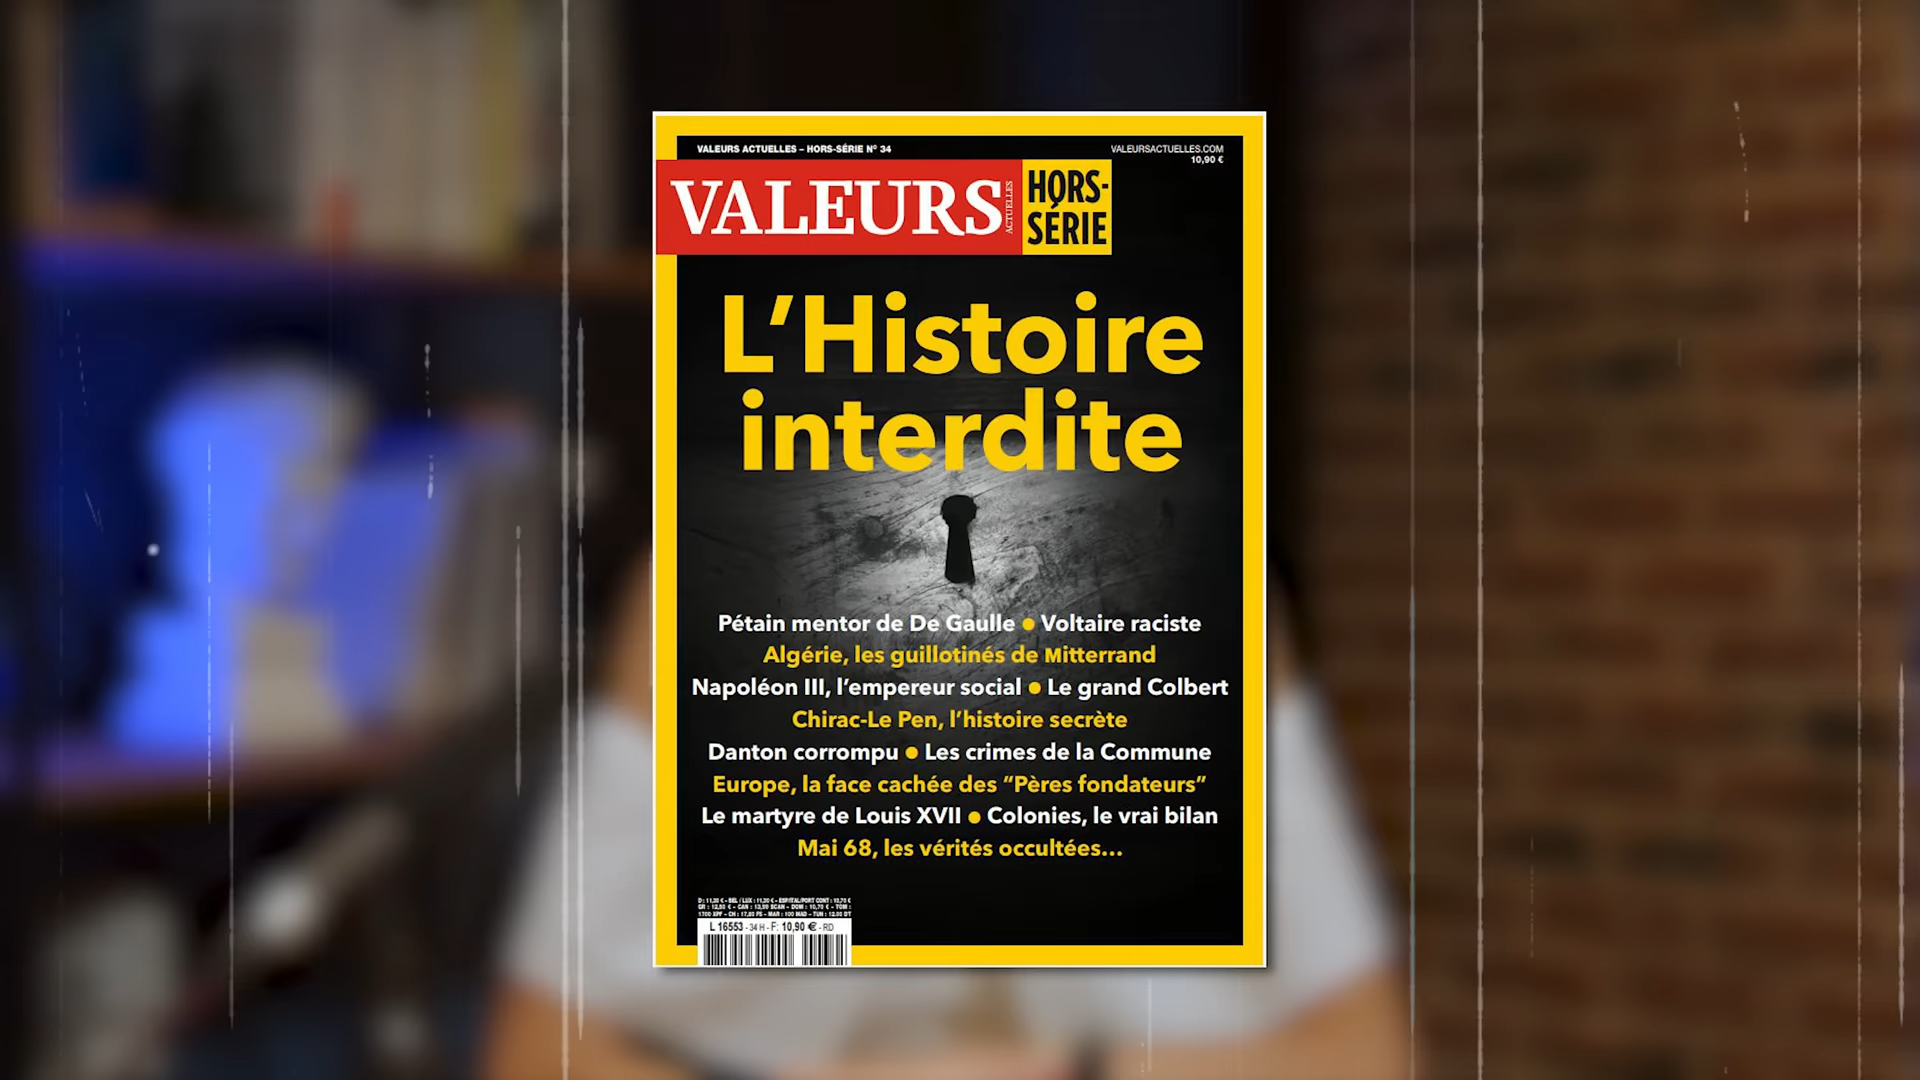 VALEURS ACTUELLES – HORS-SÉRIE N° 34
VALEURSACTUELLES.COM
10,90 €
VALEURS
ACTUELLES
HORS-
SÉRIE
L'Histoire
interdite
Pétain mentor de De Gaulle ● Voltaire raciste
Algérie, les guillotinés de Mitterrand
Napoléon III, l'empereur social ● Le grand Colbert
Chirac-Le Pen, l'histoire secrète
Danton corrompu ● Les crimes de la Commune
Europe, la face cachée des "Pères fondateurs"
Le martyre de Louis XVII ● Colonies, le vrai bilan
Mai 68, les vérités occultées...
L 16553 - 34 H - F: 10,90 € - RD